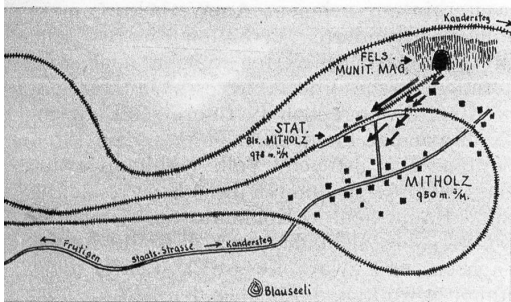 Kandersteg
FELS-
MUNIT. MAG.
STAT.
Bls. MITHOLZ
978 m. ü/M.
MITHOLZ
950 m. ü/M.
Frutigen
Staats-Strasse
Kandersteg
Blauseeli